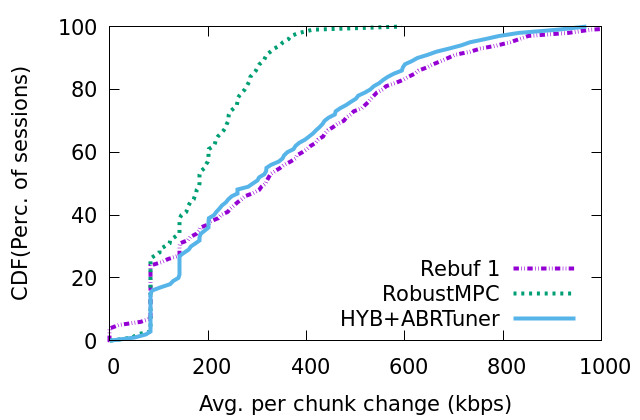 CDF(Perc. of sessions)
100
80
60
40
20
0
0 200 400 600 800 1000
Avg. per chunk change (kbps)
Rebuf 1
RobustMPC
HYB+ABRTuner